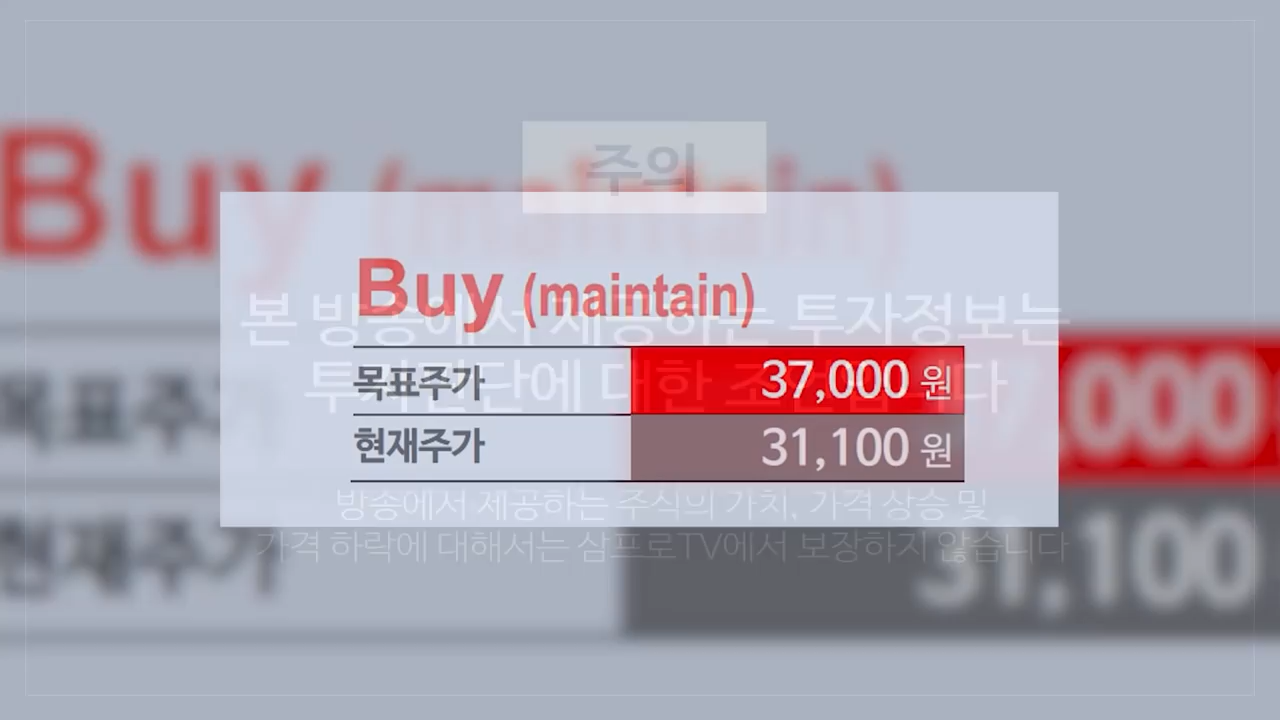 주의
Buy (maintain)
본 방송에서 제공하는 투자정보는
투자판단에 대한 조언입니다
목표주가 37,000 원
현재주가 31,100 원
방송에서 제공하는 주식의 가치, 가격 상승 및
가격 하락에 대해서는 삼프로TV에서 보장하지 않습니다